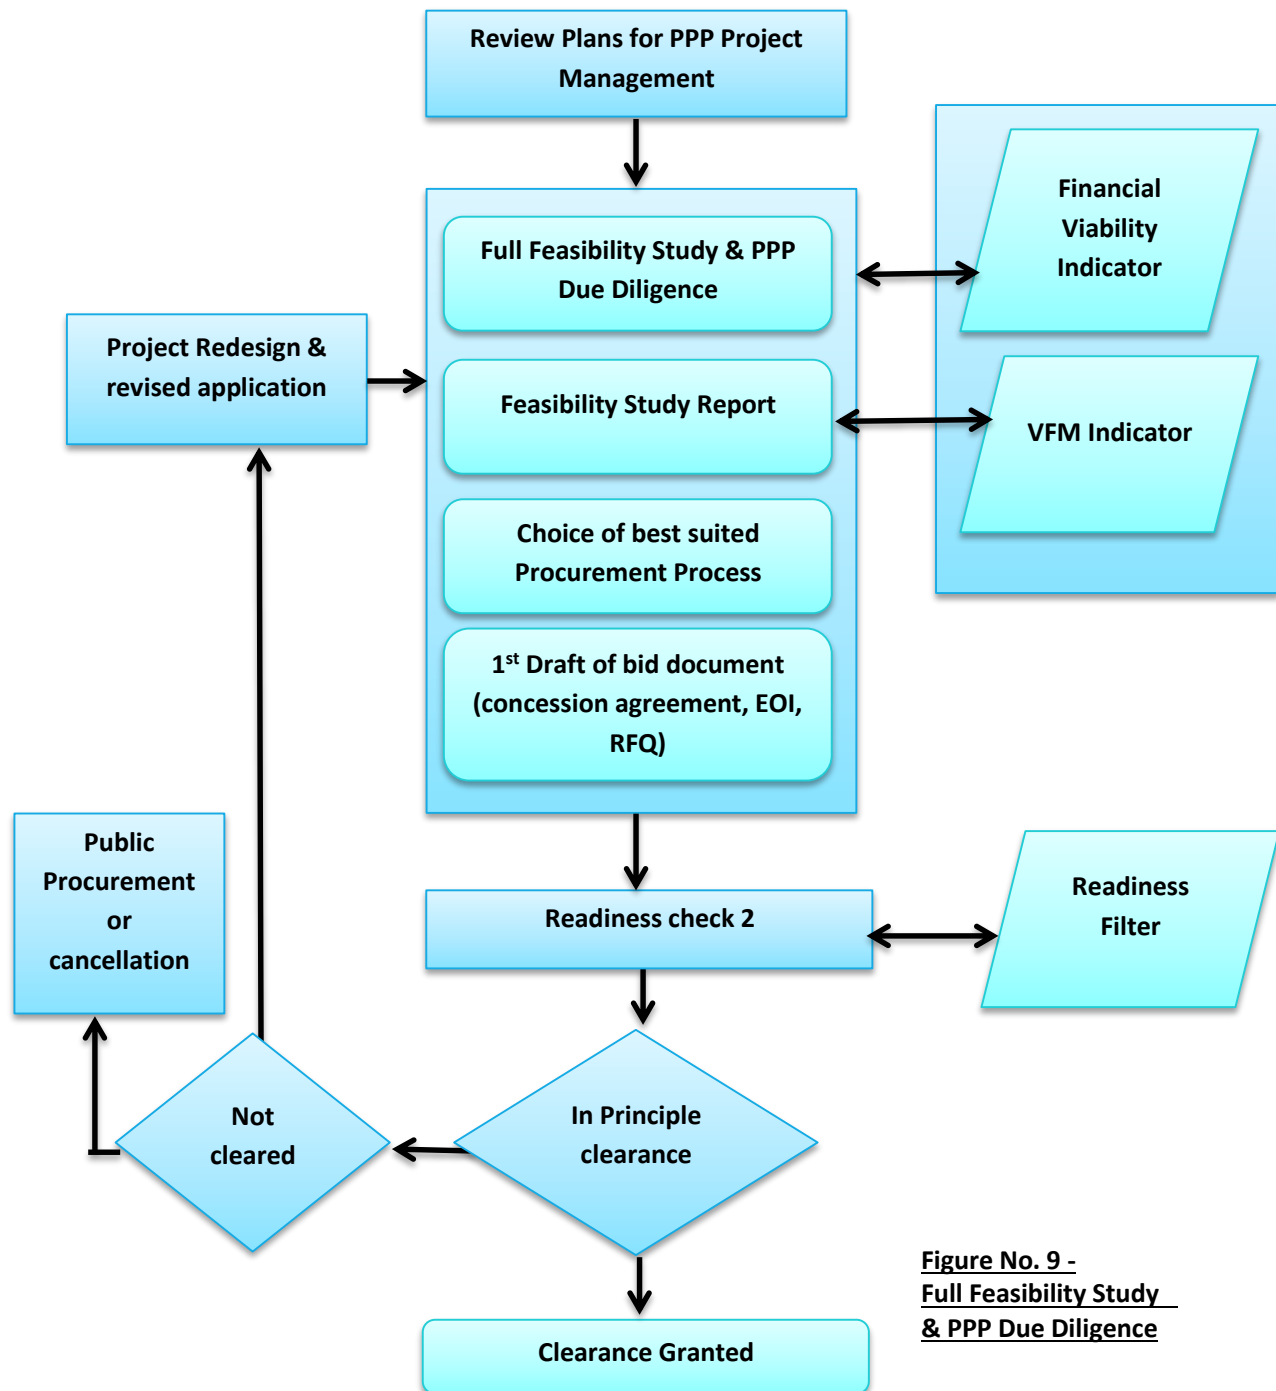 Review Plans for PPP Project
Management
Full Feasibility Study & PPP
Due Diligence
Financial
Viability
Indicator
Project Redesign &
revised application
Feasibility Study Report
VFM Indicator
Choice of best suited
Procurement Process
1st Draft of bid document
(concession agreement, EOI,
RFQ)
Public
Procurement
or
cancellation
Readiness check 2
Readiness
Filter
Not
cleared
In Principle
clearance
Figure No. 9 -
Full Feasibility Study
& PPP Due Diligence
Clearance Granted